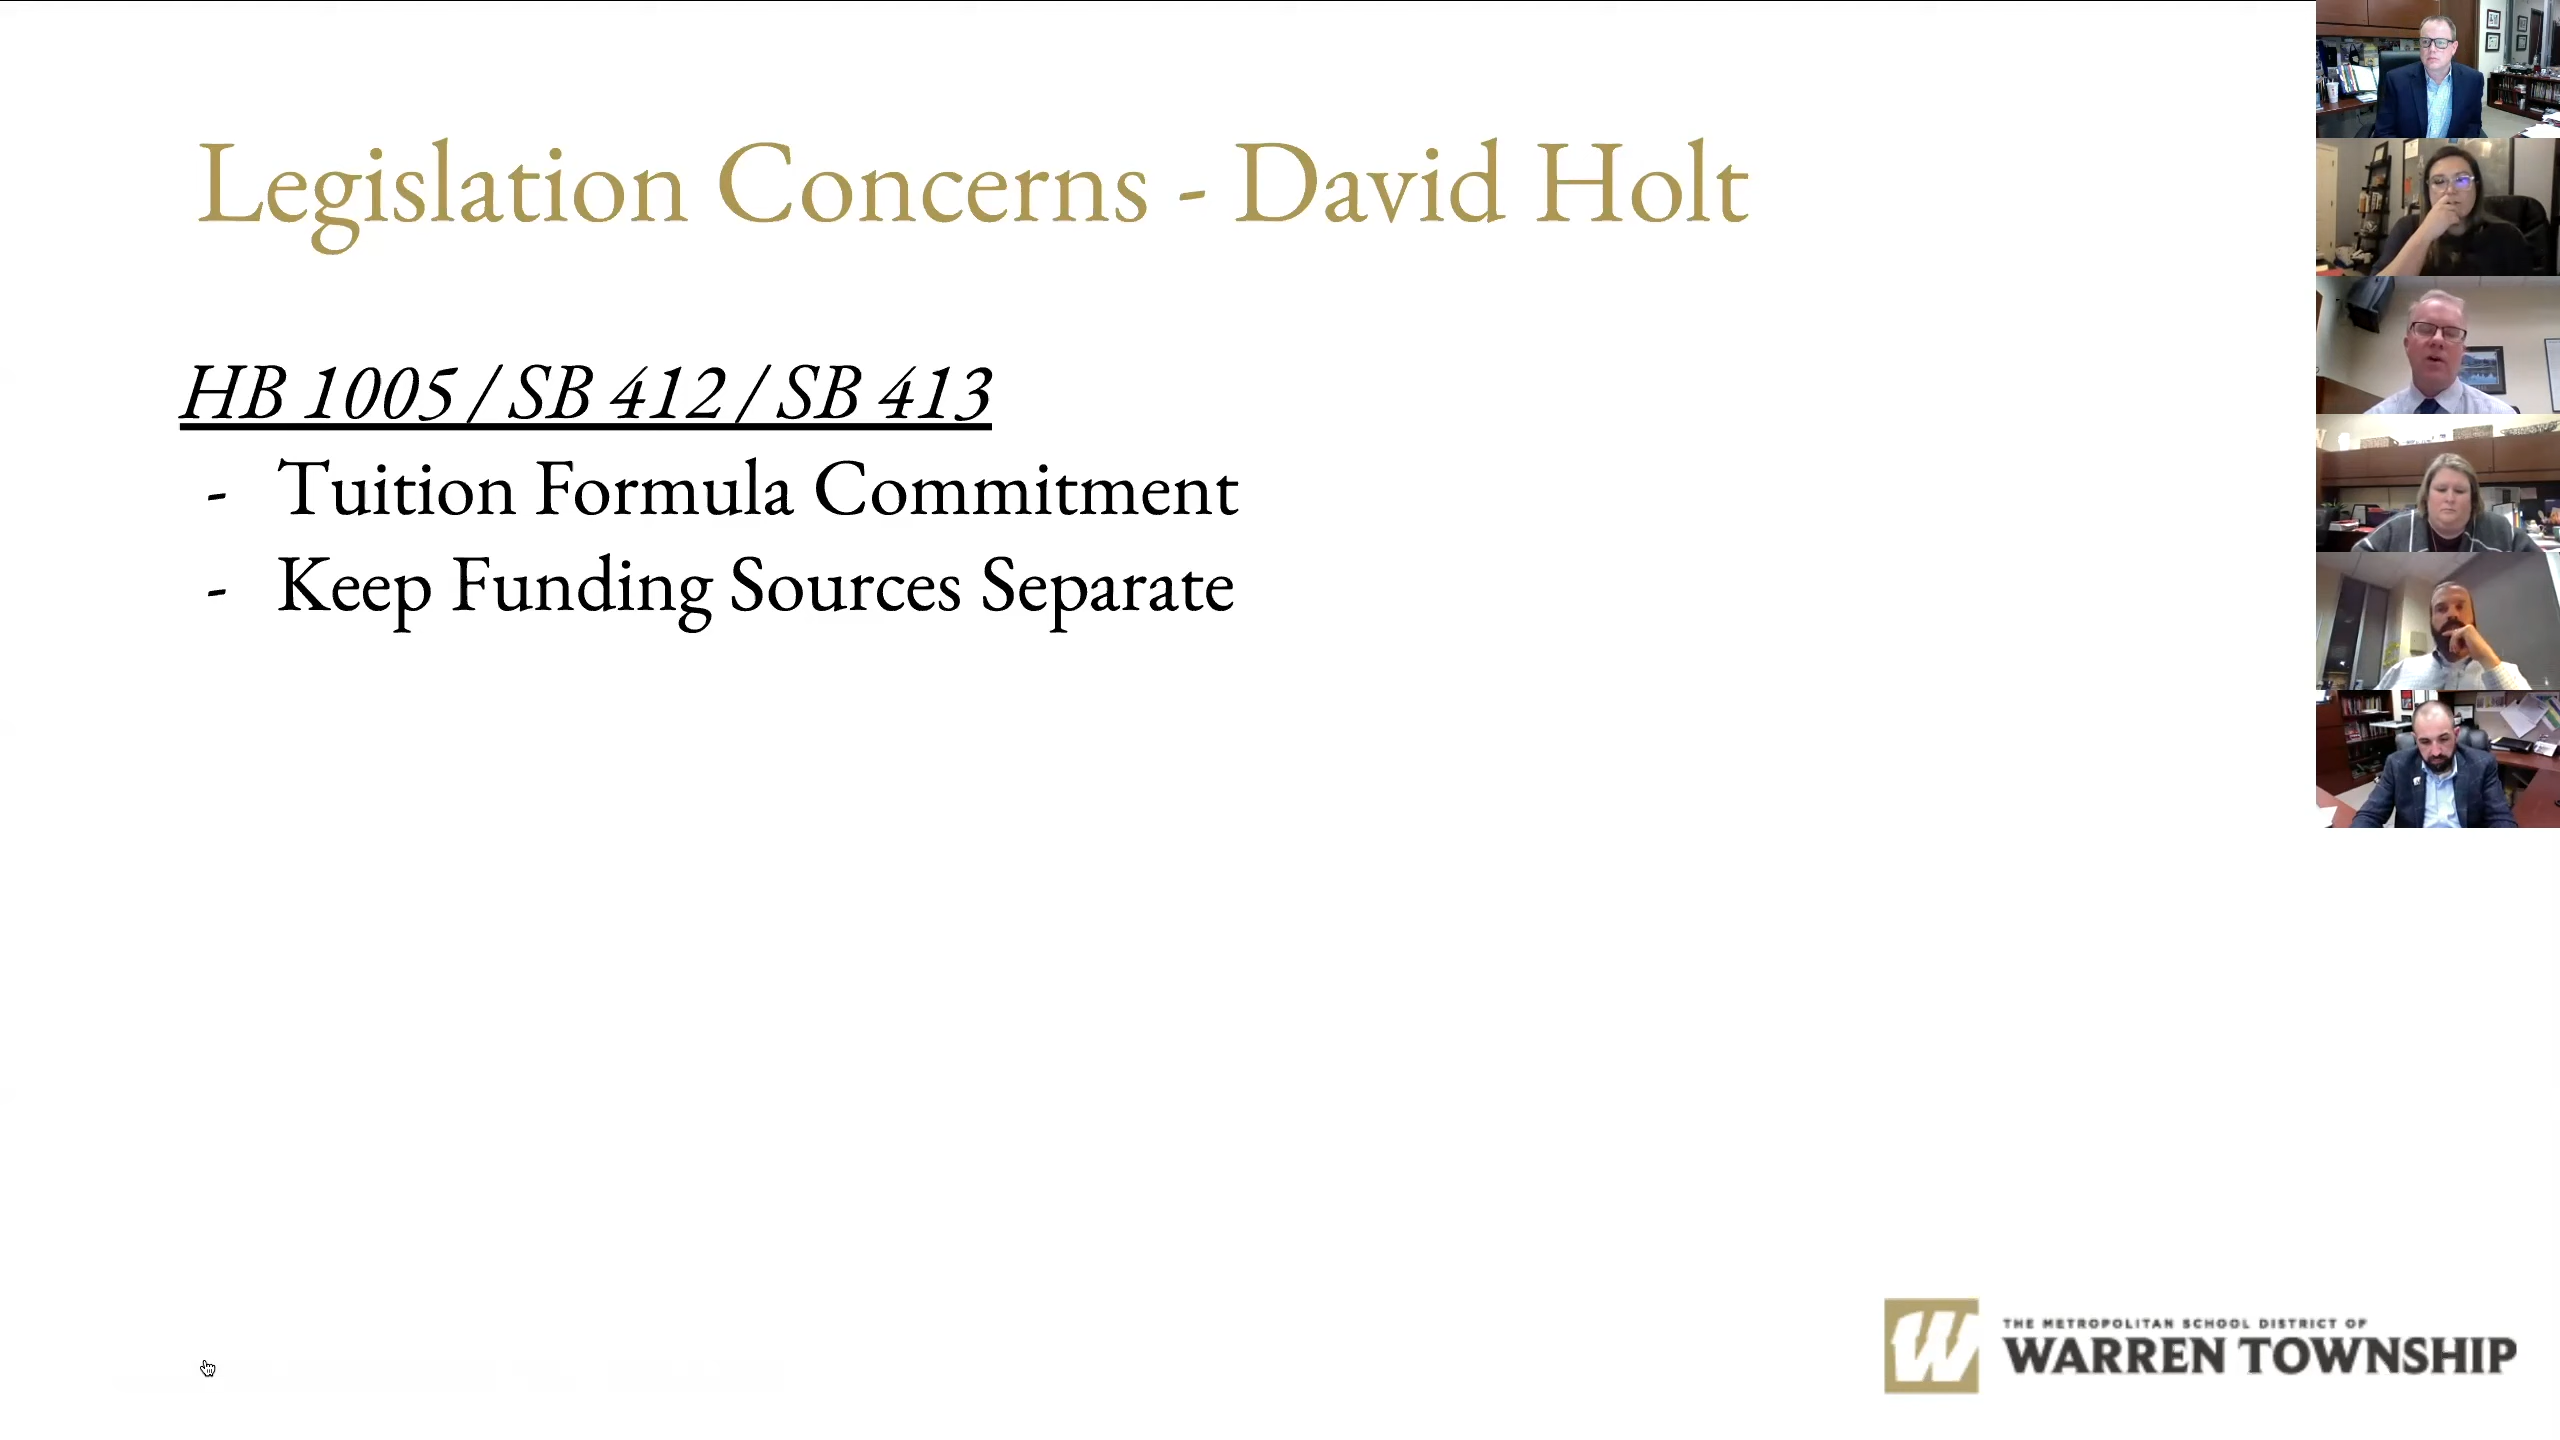 Legislation Concerns - David Holt
HB 1005 / SB 412 / SB 413
- Tuition Formula Commitment
- Keep Funding Sources Separate
W
THE METROPOLITAN SCHOOL DISTRICT OF
WARREN TOWNSHIP